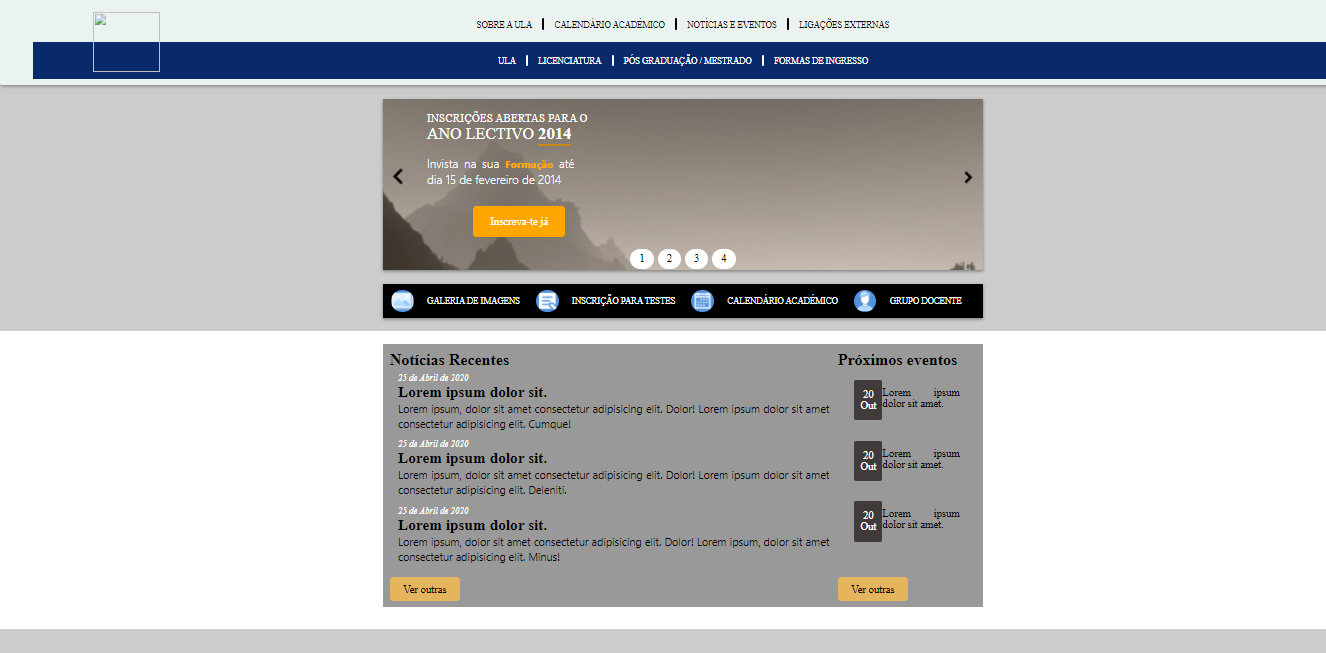 SOBRE A ULA
CALENDÁRIO ACADÉMICO
NOTÍCIAS E EVENTOS
LIGAÇÕES EXTERNAS
ULA
LICENCIATURA
PÓS GRADUAÇÃO / MESTRADO
FORMAS DE INGRESSO
INSCRIÇÕES ABERTAS PARA O
ANO LECTIVO 2014
Invista na sua Formação até
dia 15 de fevereiro de 2014
Inscreva-te já
1 2 3 4
GALERIA DE IMAGENS
INSCRIÇÃO PARA TESTES
CALENDÁRIO ACADÉMICO
GRUPO DOCENTE
Notícias Recentes
25 de Abril de 2020
Lorem ipsum dolor sit.
Lorem ipsum, dolor sit amet consectetur adipisicing elit. Dolor! Lorem ipsum dolor sit amet
consectetur adipisicing elit. Cumque!
25 de Abril de 2020
Lorem ipsum dolor sit.
Lorem ipsum, dolor sit amet consectetur adipisicing elit. Dolor! Lorem ipsum dolor sit amet
consectetur adipisicing elit. Deleniti.
25 de Abril de 2020
Lorem ipsum dolor sit.
Lorem ipsum, dolor sit amet consectetur adipisicing elit. Dolor! Lorem ipsum, dolor sit amet
consectetur adipisicing elit. Minus!
Ver outras
Próximos eventos
20
Out
Lorem ipsum
dolor sit amet.
20
Out
Lorem ipsum
dolor sit amet.
20
Out
Lorem ipsum
dolor sit amet.
Ver outras